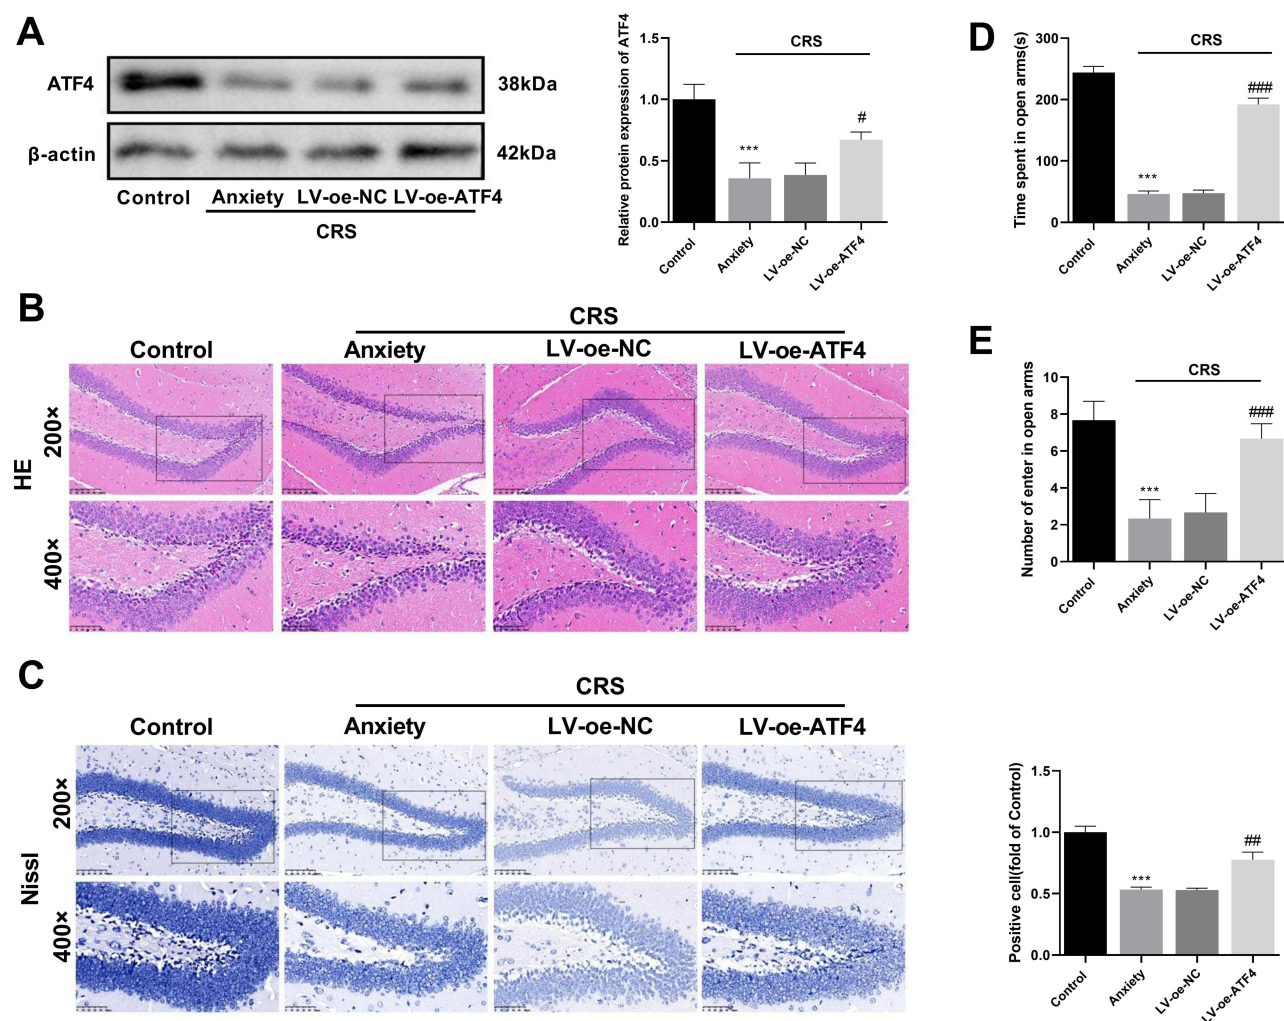 A
ATF4
38kDa
β-actin
42kDa
Control
Anxiety
LV-oe-NC
LV-oe-ATF4
CRS
Relative protein expression of ATF4
1.5
1.0
0.5
0.0
CRS
***
#
Control
Anxiety
LV-oe-NC
LV-oe-ATF4
D
Time spent in open arms(s)
300
200
100
0
CRS
***
###
Control
Anxiety
LV-oe-NC
LV-oe-ATF4
B
CRS
Control
Anxiety
LV-oe-NC
LV-oe-ATF4
HE
200×
400×
E
Number of enter in open arms
10
8
6
4
2
0
CRS
***
###
Control
Anxiety
LV-oe-NC
LV-oe-ATF4
C
CRS
Control
Anxiety
LV-oe-NC
LV-oe-ATF4
Nissl
200×
400×
Positive cell(fold of Control)
1.5
1.0
0.5
0.0
***
##
Control
Anxiety
LV-oe-NC
LV-oe-ATF4